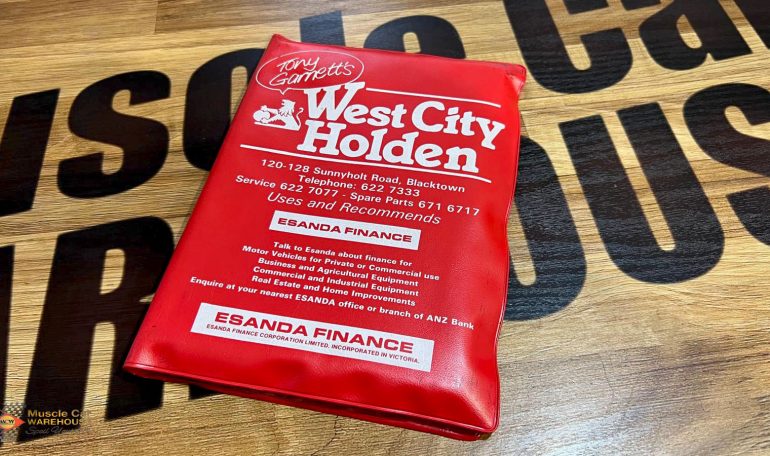 Tony
Garnett's
West City
Holden
120-128 Sunnyholt Road, Blacktown
Telephone: 622 7333
Service 622 7077 - Spare Parts 671 6717
Uses and Recommends
ESANDA FINANCE
Talk to Esanda about finance for
Motor Vehicles for Private or Commercial use
Business and Agricultural Equipment
Commercial and Industrial Equipment
Real Estate and Home Improvements
Enquire at your nearest ESANDA office or branch of ANZ Bank
ESANDA FINANCE
ESANDA FINANCE CORPORATION LIMITED. INCORPORATED IN VICTORIA.
Muscle Car
WAREHOUSE
MCW